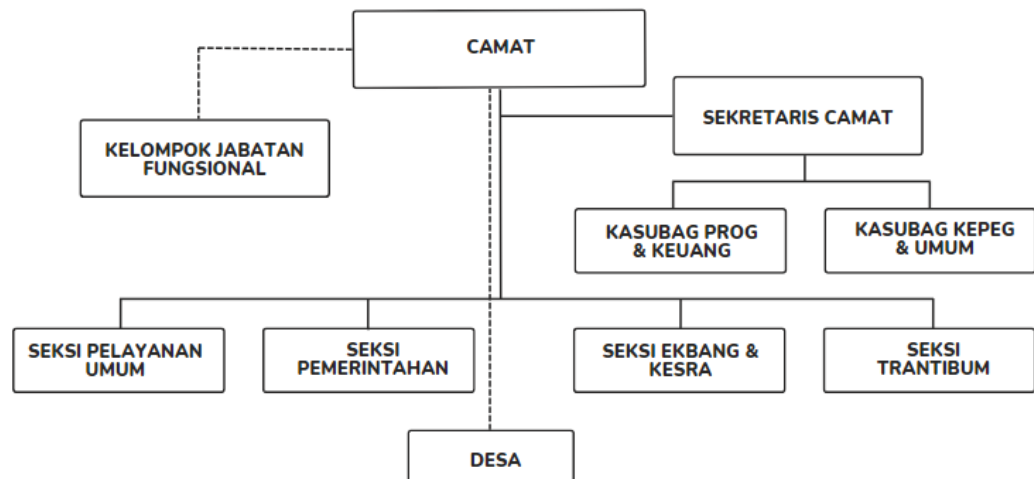 CAMAT
SEKRETARIS CAMAT
KELOMPOK JABATAN
FUNGSIONAL
KASUBAG PROG
& KEUANG
KASUBAG KEPEG
& UMUM
SEKSI PELAYANAN
UMUM
SEKSI
PEMERINTAHAN
SEKSI EKBANG &
KESRA
SEKSI
TRANTIBUM
DESA